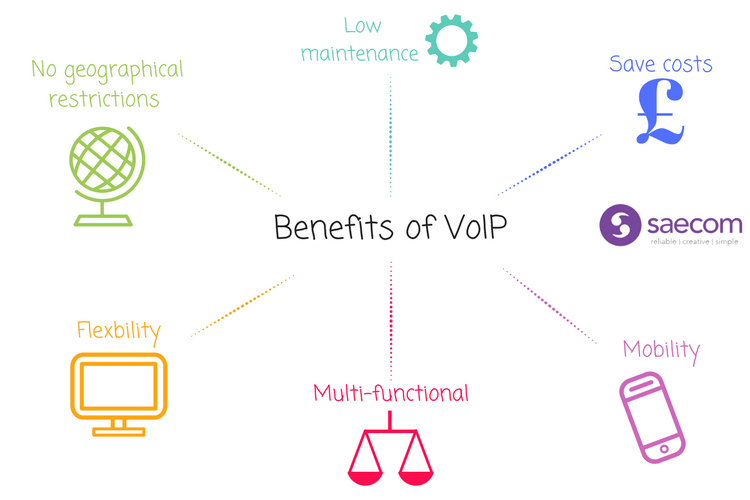 Low
maintenance
No geographical
restrictions
Save costs
£
Benefits of VoIP
saecom
reliable | creative | simple
Flexbility
Mobility
Multi-functional